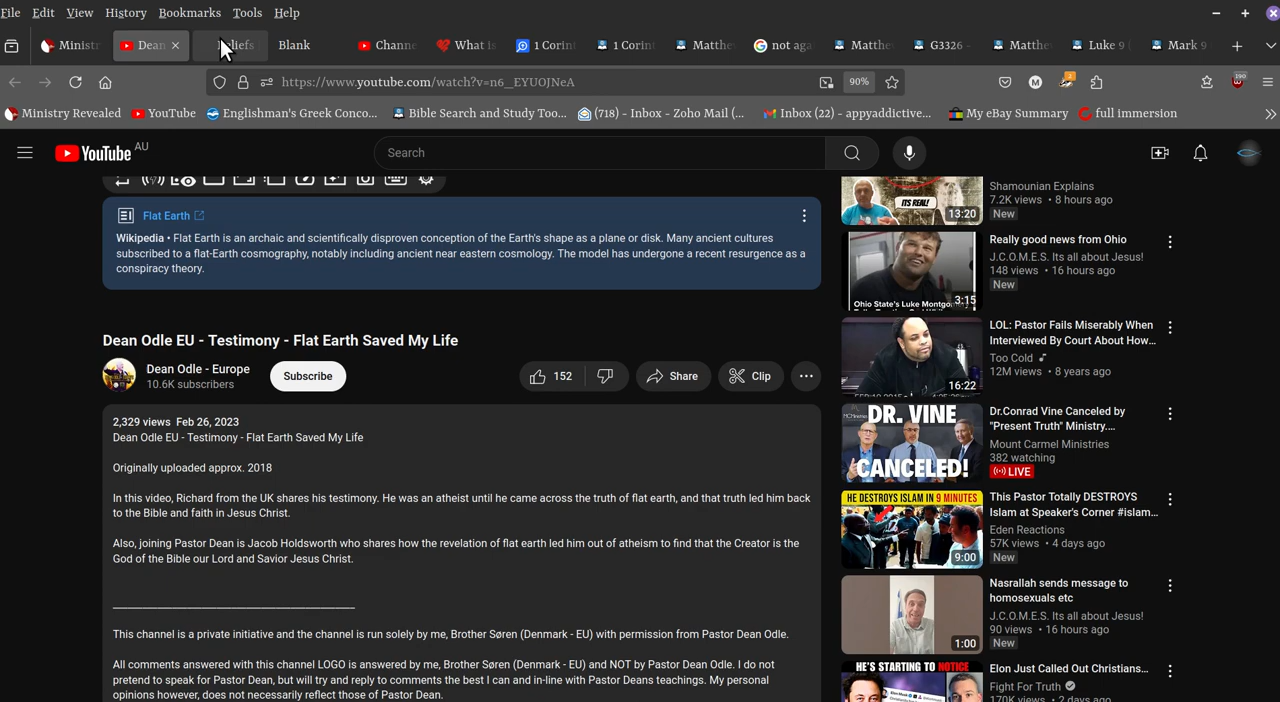 File Edit View History Bookmarks Tools Help
Ministr Dean Blank Chann What is 1 Corint 1 Corint Matthe not aga Matthe G3326 - Matthe Luke 9 ( Mark 9
https://www.youtube.com/watch?v=n6_EYUOJNeA 90%
Ministry Revealed YouTube Englishman's Greek Conco... Bible Search and Study Too... (718) - Inbox - Zoho Mail (... Inbox (22) - appyaddictive... My eBay Summary full immersion
YouTube AU
Search
Flat Earth
Wikipedia • Flat Earth is an archaic and scientifically disproven conception of the Earth's shape as a plane or disk. Many ancient cultures
subscribed to a flat-Earth cosmography, notably including ancient near eastern cosmology. The model has undergone a recent resurgence as a
conspiracy theory.
Dean Odle EU - Testimony - Flat Earth Saved My Life
Dean Odle - Europe
10.6K subscribers
Subscribe
152
Share
Clip
2,329 views Feb 26, 2023
Dean Odle EU - Testimony - Flat Earth Saved My Life
Originally uploaded approx. 2018
In this video, Richard from the UK shares his testimony. He was an atheist until he came across the truth of flat earth, and that truth led him back
to the Bible and faith in Jesus Christ.
Also, joining Pastor Dean is Jacob Holdsworth who shares how the revelation of flat earth led him out of atheism to find that the Creator is the
God of the Bible our Lord and Savior Jesus Christ.
This channel is a private initiative and the channel is run solely by me, Brother Søren (Denmark - EU) with permission from Pastor Dean Odle.
All comments answered with this channel LOGO is answered by me, Brother Søren (Denmark - EU) and NOT by Pastor Dean Odle. I do not
pretend to speak for Pastor Dean, but will try and reply to comments the best I can and in-line with Pastor Deans teachings. My personal
opinions however, does not necessarily reflect those of Pastor Dean.
IT'S REAL!
13:20
Shamounian Explains
7.2K views • 8 hours ago
New
Ohio State's Luke Montgom
3:15
Really good news from Ohio
J.C.O.M.E.S. Its all about Jesus!
148 views • 16 hours ago
New
16:22
LOL: Pastor Fails Miserably When
Interviewed By Court About How...
Too Cold
12M views • 8 years ago
DR. VINE
CANCELED!
Dr.Conrad Vine Canceled by
"Present Truth" Ministry....
Mount Carmel Ministries
382 watching
LIVE
HE DESTROYS ISLAM IN 9 MINUTES
9:00
This Pastor Totally DESTROYS
Islam at Speaker's Corner #islam...
Eden Reactions
57K views • 4 days ago
New
1:00
Nasrallah sends message to
homosexuals etc
J.C.O.M.E.S. Its all about Jesus!
90 views • 16 hours ago
New
HE'S STARTING TO NOTICE
Elon Just Called Out Christians...
Fight For Truth
170K views • 2 days ago